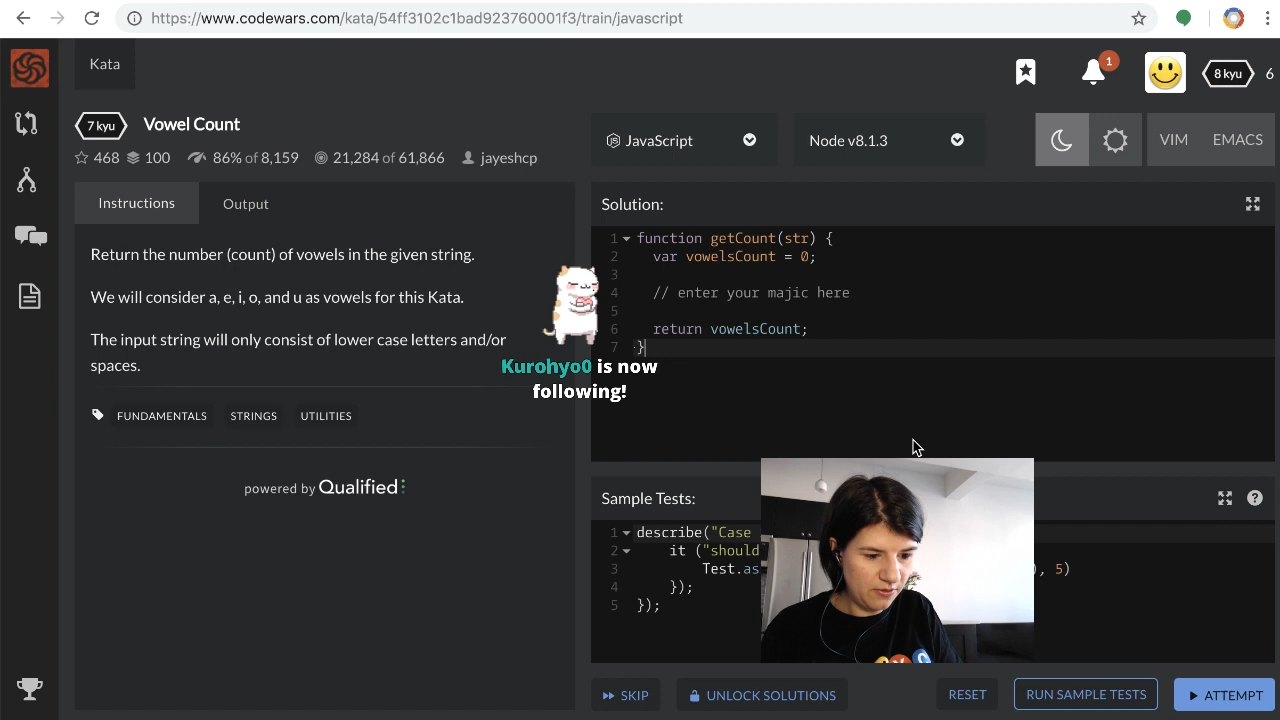 https://www.codewars.com/kata/54ff3102c1bad923760001f3/train/javascript
Kata
1
8 kyu
6
7 kyu
Vowel Count
468
100
86% of 8,159
21,284 of 61,866
jayeshcp
JavaScript
Node v8.1.3
VIM
EMACS
Instructions
Output
Return the number (count) of vowels in the given string.
We will consider a, e, i, o, and u as vowels for this Kata.
The input string will only consist of lower case letters and/or
spaces.
FUNDAMENTALS
STRINGS
UTILITIES
powered by Qualified
Kurohyo0 is now
following!
Solution:
1 function getCount(str) {
2 var vowelsCount = 0;
3
4 // enter your majic here
5
6 return vowelsCount;
7 }
Sample Tests:
?
1 describe("Case
2 it ("should
3 Test.as ), 5)
4 });
5 });
SKIP
UNLOCK SOLUTIONS
RESET
RUN SAMPLE TESTS
ATTEMPT